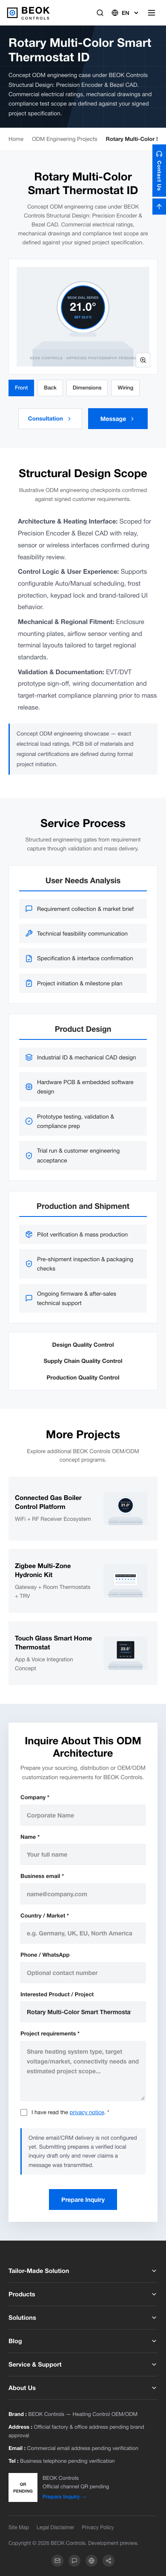 BEOK
CONTROLS
EN
Rotary Multi-Color Smart
Thermostat ID
Concept ODM engineering case under BEOK Controls
Structural Design: Precision Encoder & Bezel CAD.
Commercial electrical ratings, mechanical drawings and
compliance test scope are defined against your signed
project specification.
Home
ODM Engineering Projects
Rotary Multi-Color S
Contact Us
Rotary Multi-Color
Smart Thermostat ID
Concept ODM engineering case under BEOK
Controls Structural Design: Precision Encoder &
Bezel CAD. Commercial electrical ratings,
mechanical drawings and compliance test scope are
defined against your signed project specification.
BEOK DIAL SERIES
21.0°
SET 22.0°C
Front
Back
Dimensions
Wiring
Consultation
Message
Structural Design Scope
Illustrative ODM engineering checkpoints confirmed
against signed customer requirements.
Architecture & Heating Interface: Scoped for
Precision Encoder & Bezel CAD with relay,
sensor or wireless interfaces confirmed during
feasibility review.
Control Logic & User Experience: Supports
configurable Auto/Manual scheduling, frost
protection, keypad lock and brand-tailored UI
behavior.
Mechanical & Regional Fitment: Enclosure
mounting plates, airflow sensor venting and
terminal layouts tailored to target regional
standards.
Validation & Documentation: EVT/DVT
prototype sign-off, wiring documentation and
target-market compliance planning prior to mass
release.
Concept ODM engineering showcase — exact
electrical load ratings, PCB bill of materials and
regional certifications are defined during formal
project initiation.
Service Process
Structured engineering gates from requirement
capture through validation and mass delivery.
User Needs Analysis
Requirement collection & market brief
Technical feasibility communication
Specification & interface confirmation
Project initiation & milestone plan
Product Design
Industrial ID & mechanical CAD design
Hardware PCB & embedded software
design
Prototype testing, validation &
compliance prep
Trial run & customer engineering
acceptance
Production and Shipment
Pilot verification & mass production
Pre-shipment inspection & packaging
checks
Ongoing firmware & after-sales
technical support
Design Quality Control
Supply Chain Quality Control
Production Quality Control
More Projects
Explore additional BEOK Controls OEM/ODM
concept programs.
Connected Gas Boiler
Control Platform
WiFi + RF Receiver Ecosystem
21.0°
Zigbee Multi-Zone
Hydronic Kit
Gateway + Room Thermostats
+ TRV
Touch Glass Smart Home
Thermostat
App & Voice Integration
Concept
Inquire About This ODM
Architecture
Prepare your sourcing, distribution or OEM/ODM
customization requirements for BEOK Controls.
Company *
Corporate Name
Name *
Your full name
Business email *
name@company.com
Country / Market *
e.g. Germany, UK, EU, North America
Phone / WhatsApp
Optional contact number
Interested Product / Project
Rotary Multi-Color Smart Thermostat
Project requirements *
Share heating system type, target
voltage/market, connectivity needs and
estimated project scope...
I have read the privacy notice. *
Online email/CRM delivery is not configured
yet. Submitting prepares a verified local
inquiry draft only and never claims a
message was transmitted.
Prepare Inquiry
Tailor-Made Solution
Products
Solutions
Blog
Service & Support
About Us
Brand : BEOK Controls — Heating Control OEM/ODM
Address : Official factory & office address pending brand
approval
Email : Commercial email address pending verification
Tel : Business telephone pending verification
QR
PENDING
BEOK Controls
Official channel QR pending
Prepare Inquiry →
Site Map
Legal Disclaimer
Privacy Policy
Copyright © 2026 BEOK Controls. Development preview.